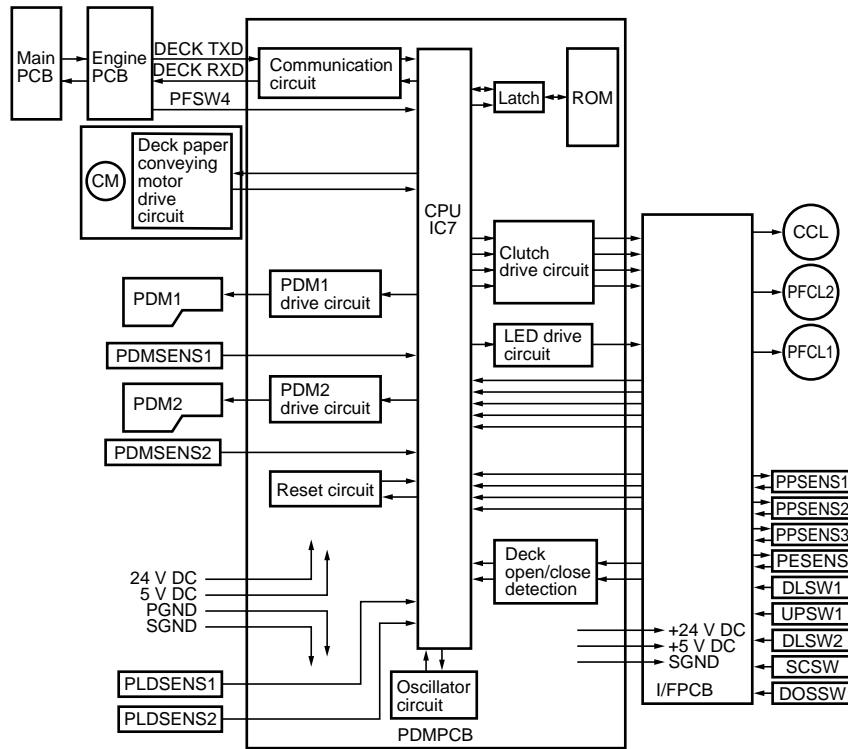 Main
PCB
Engine
PCB
DECK TXD
DECK RXD
PFSW4
Communication
circuit
Latch
ROM
CM
Deck paper
conveying
motor
drive
circuit
CPU
IC7
Clutch
drive circuit
CCL
PFCL2
PFCL1
PDM1
PDM1
drive circuit
LED drive
circuit
PDMSENS1
PDM2
PDM2
drive circuit
PDMSENS2
Reset circuit
PPSENS1
PPSENS2
PPSENS3
PESENS
DLSW1
UPSW1
DLSW2
SCSW
DOSSW
Deck
open/close
detection
24 V DC
5 V DC
PGND
SGND
+24 V DC
+5 V DC
SGND
I/FPCB
PLDSENS1
PLDSENS2
Oscillator
circuit
PDMPCB